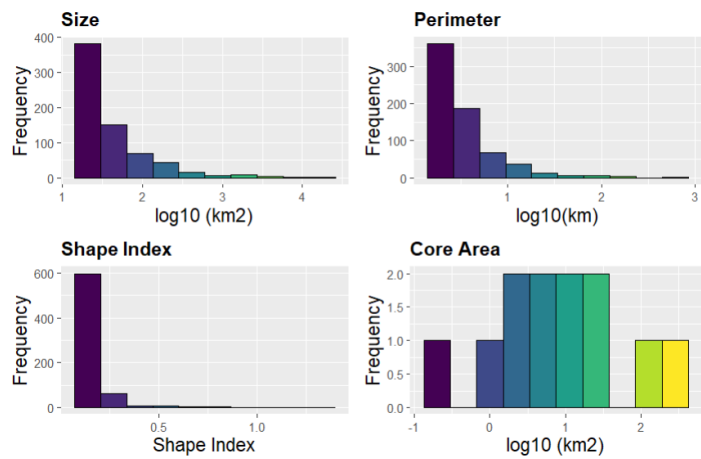 Size
Perimeter
400
300
200
100
0
Frequency
1
2
3
4
log10 (km2)
300
200
100
0
Frequency
1
2
3
log10(km)
Shape Index
Core Area
600
400
200
0
Frequency
0.5
1.0
Shape Index
2.0
1.5
1.0
0.5
0.0
Frequency
-1
0
1
2
log10 (km2)